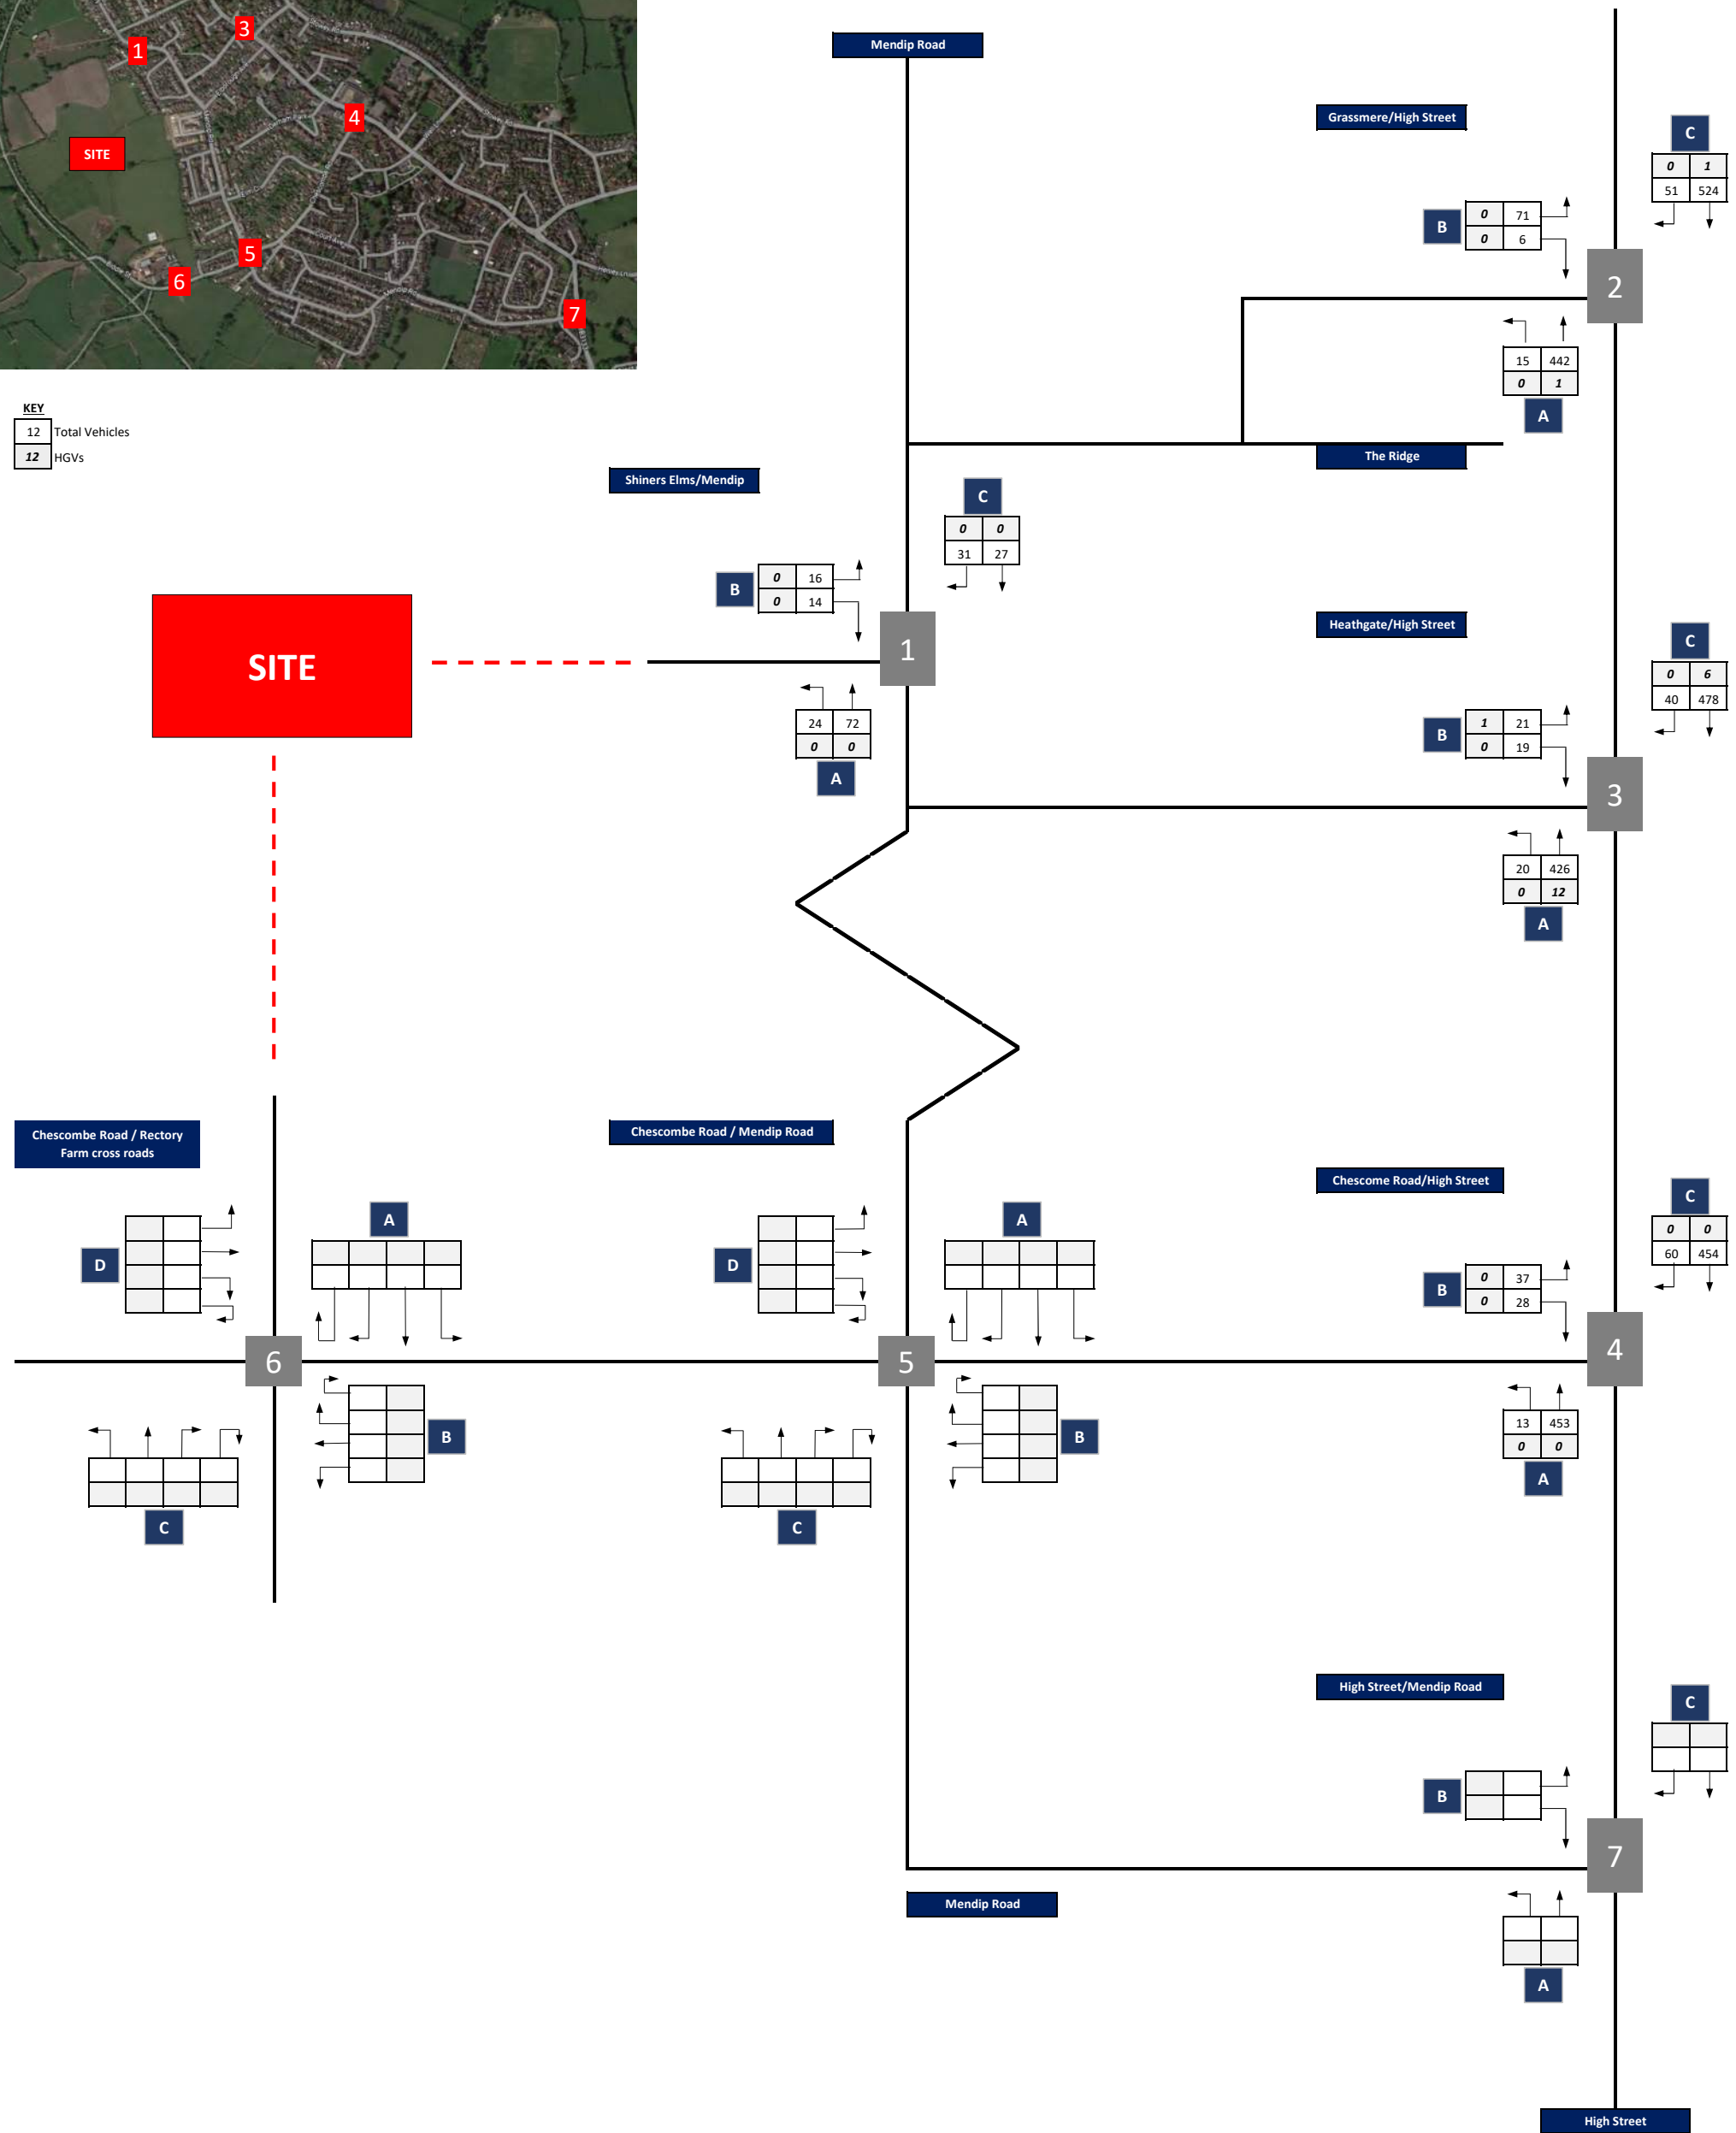 Mendip Road
3
1
Grassmere/High Street
C
4
0 1
SITE
51 524
0 71
B
0 6
5
6
2
7
15 442
0 1
KEY
A
12 Total Vehicles
12 HGVs
The Ridge
Shiners Elms/Mendip
C
0 0
31 27
0 16
B
0 14
Heathgate/High Street
C
SITE
1
0 6
40 478
1 21
B
0 19
24 72
0 0
A
3
20 426
0 12
A
Chescombe Road / Rectory
Farm cross roads
Chescombe Road / Mendip Road
Chescome Road/High Street
C
A
A
0 0
60 454
D
D
0 37
B
0 28
6
5
4
B
B
13 453
0 0
A
C
C
High Street/Mendip Road
C
B
7
Mendip Road
A
High Street